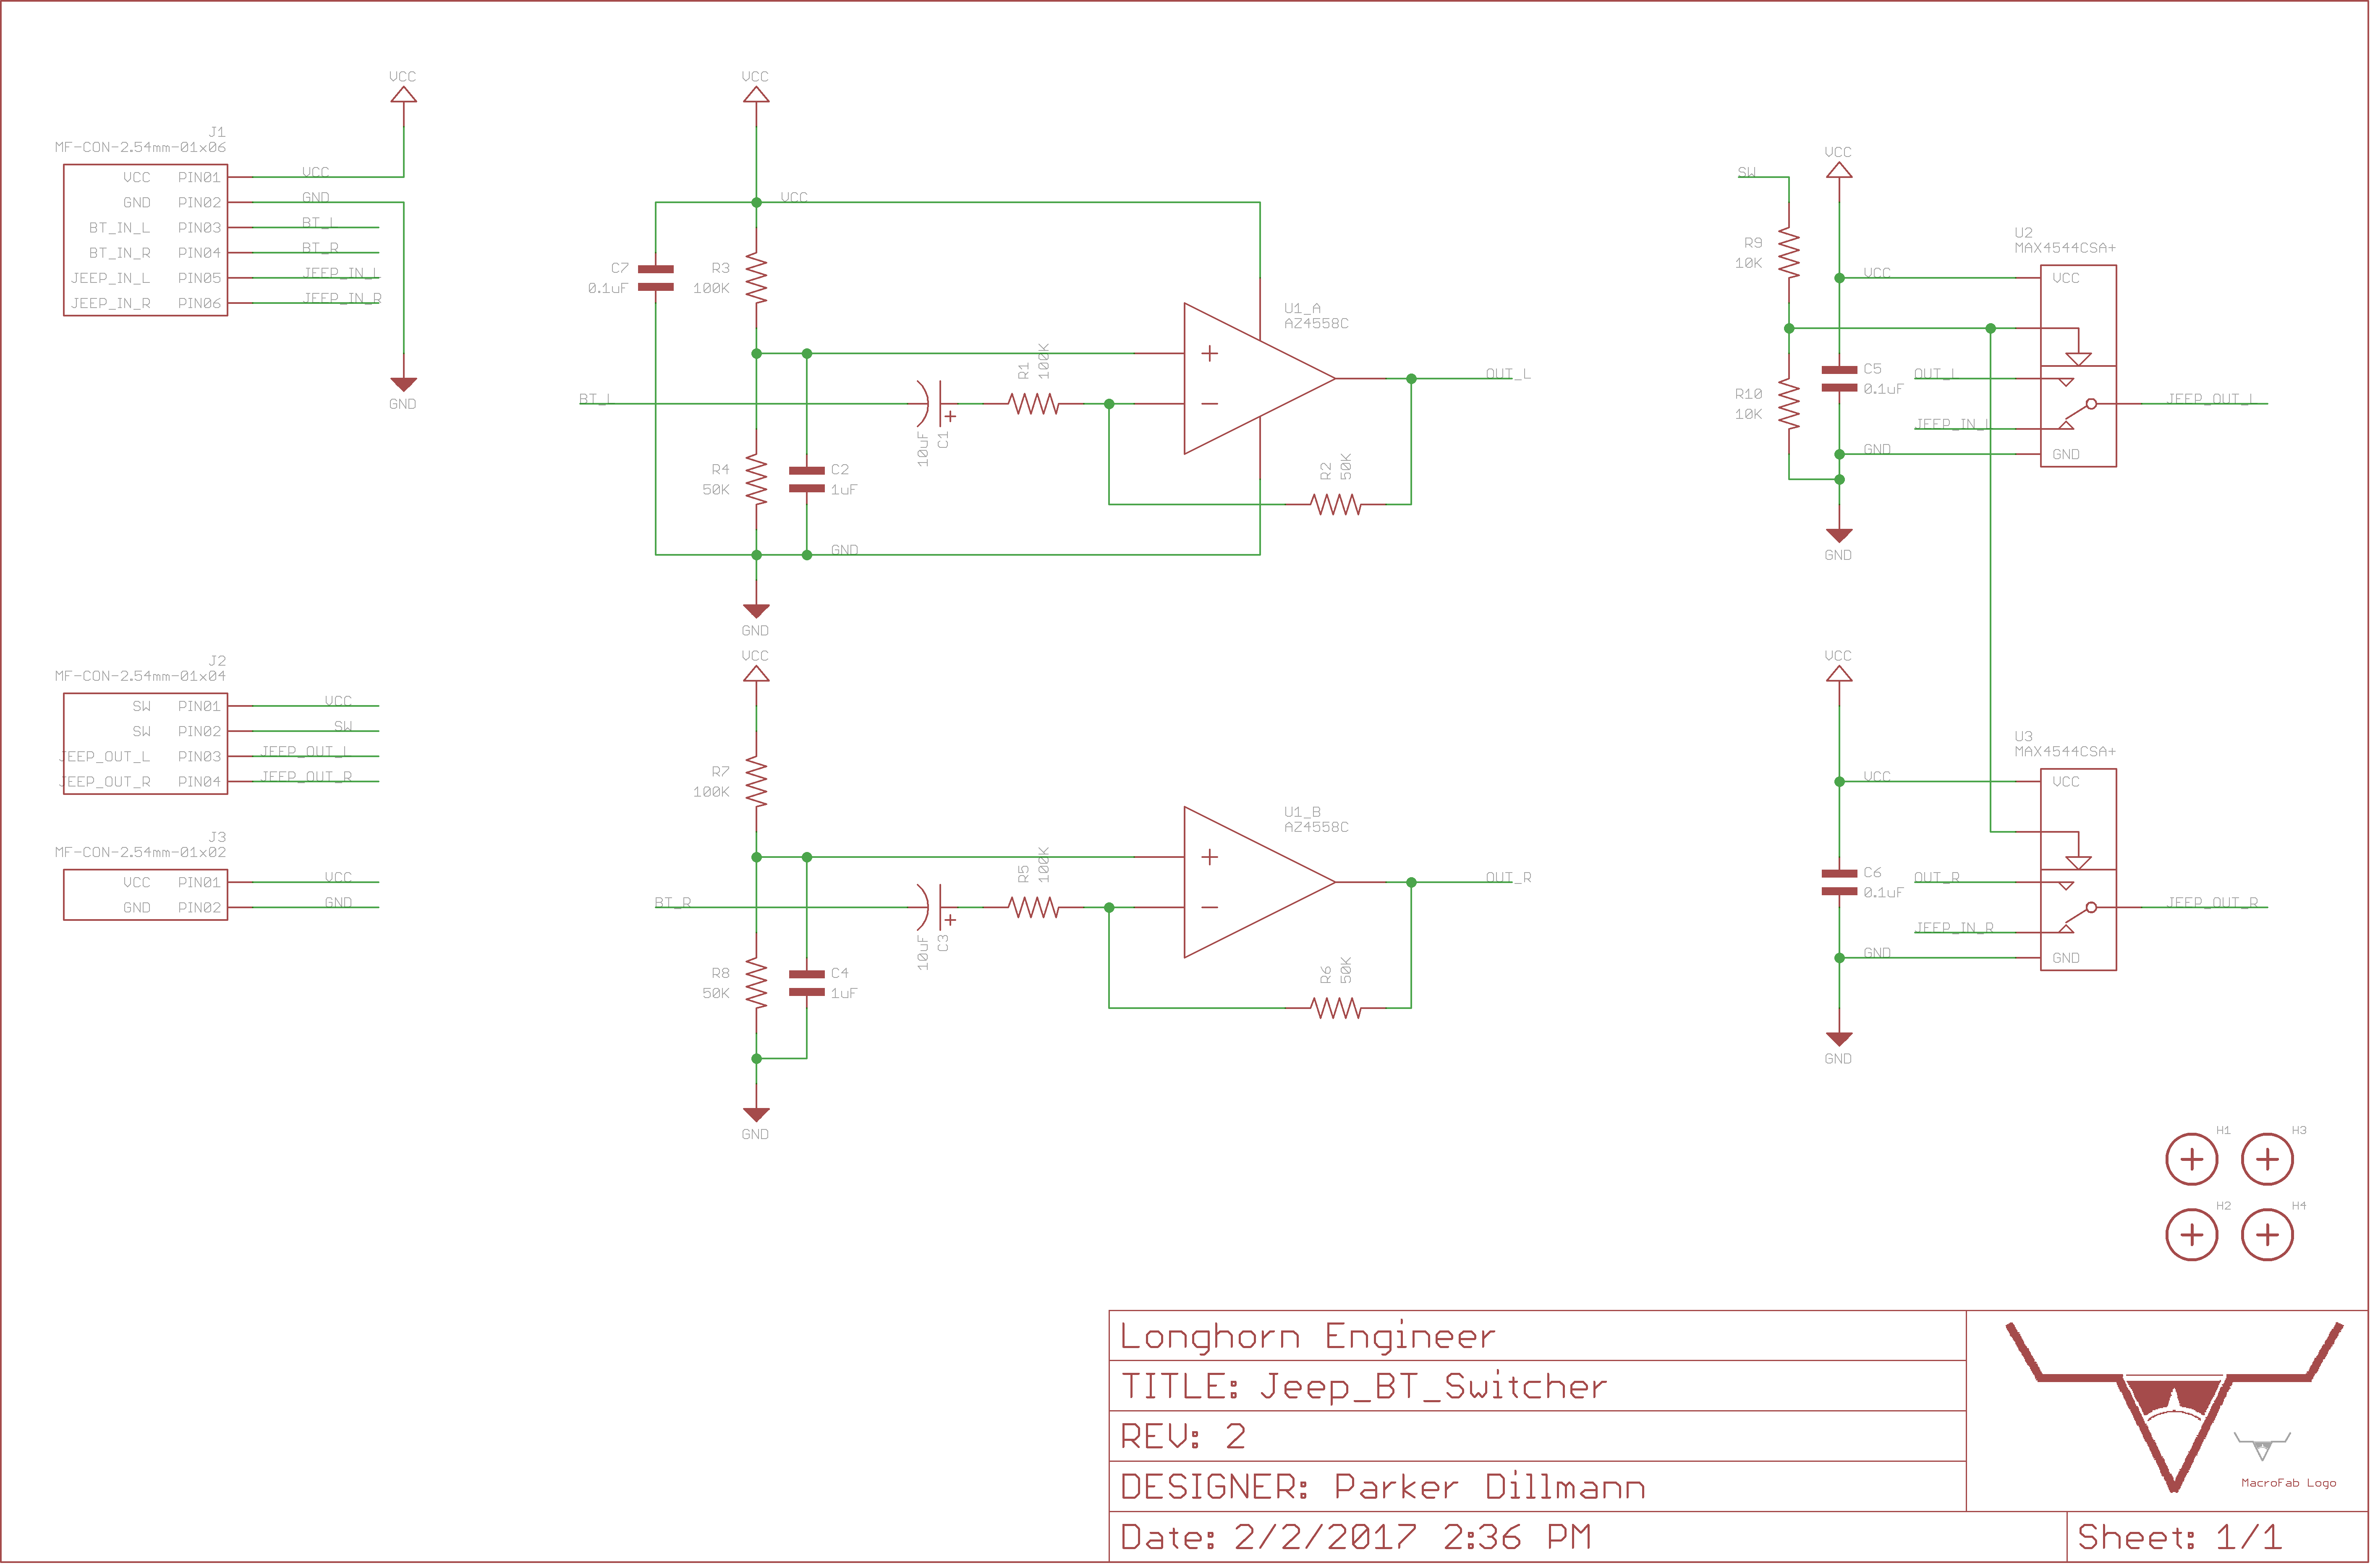 VCC
J1
MF-CON-2.54mm-01x06
VCC PIN01 VCC
GND PIN02 GND
BT_IN_L PIN03 BT_L
BT_IN_R PIN04 BT_R
JEEP_IN_L PIN05 JEEP_IN_L
JEEP_IN_R PIN06 JEEP_IN_R
GND
J2
MF-CON-2.54mm-01x04
SW PIN01 VCC
SW PIN02 SW
JEEP_OUT_L PIN03 JEEP_OUT_L
JEEP_OUT_R PIN04 JEEP_OUT_R
J3
MF-CON-2.54mm-01x02
VCC PIN01 VCC
GND PIN02 GND
VCC
VCC
C7
0.1uF
R3
100K
U1_A
AZ4558C
+
R1
100K
BT_L
-
OUT_L
+
10uF
C1
R4
50K
C2
1uF
R2
50K
GND
GND
VCC
R7
100K
U1_B
AZ4558C
+
R5
100K
BT_R
-
OUT_R
+
10uF
C3
R8
50K
C4
1uF
R6
50K
GND
VCC
SW
R9
10K
U2
MAX4544CSA+
VCC
VCC
C5
0.1uF
OUT_L
R10
10K
JEEP_OUT_L
JEEP_IN_L
GND
GND
GND
VCC
U3
MAX4544CSA+
VCC
VCC
C6
0.1uF
OUT_R
JEEP_OUT_R
JEEP_IN_R
GND
GND
GND
H1
H3
H2
H4
Longhorn Engineer
TITLE: Jeep_BT_Switcher
REV: 2
DESIGNER: Parker Dillmann
MacroFab Logo
Date: 2/2/2017 2:36 PM
Sheet: 1/1